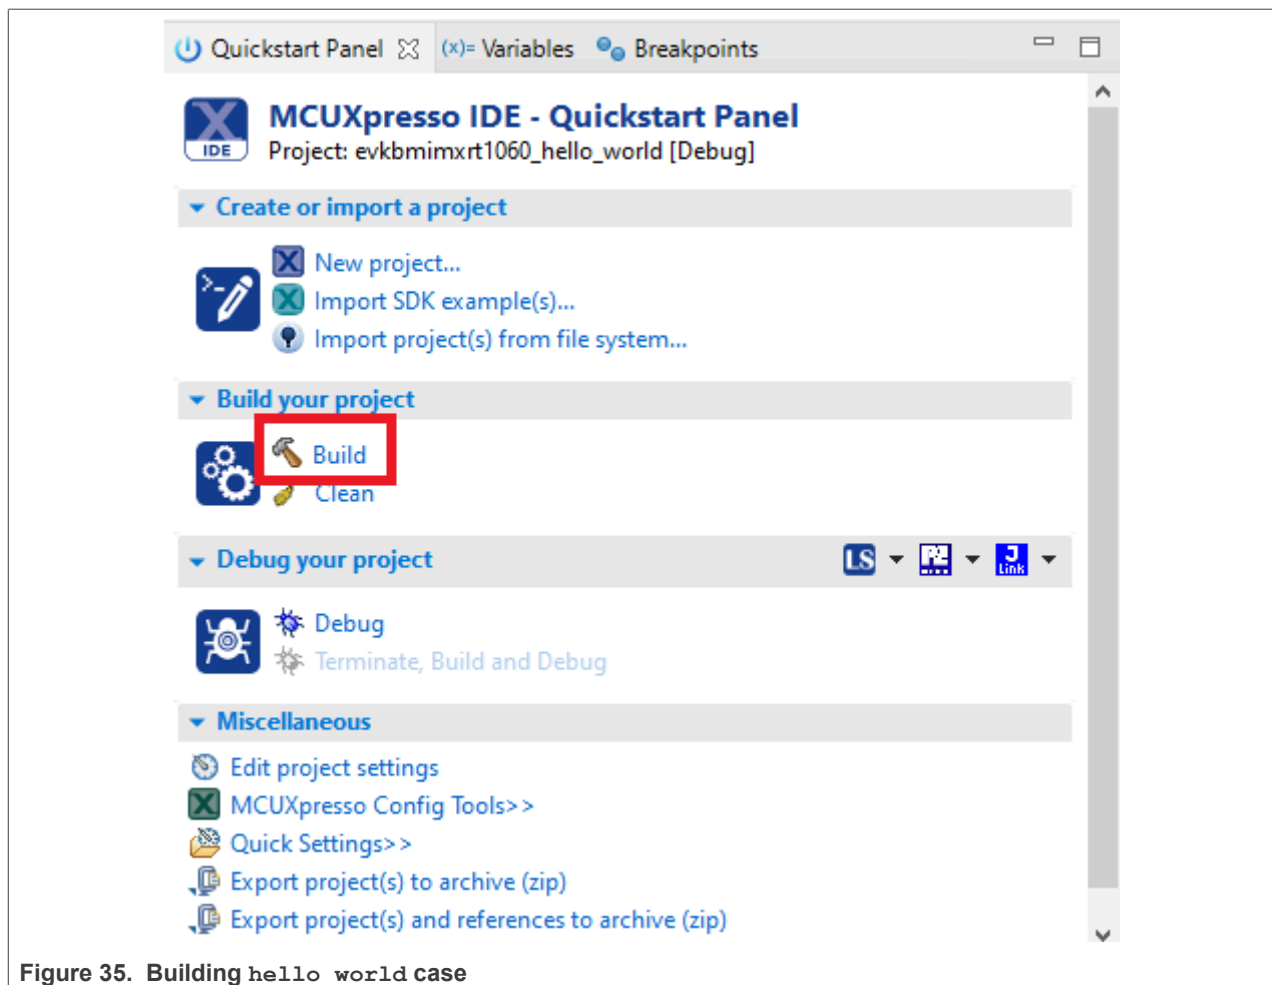 Quickstart Panel (x)= Variables Breakpoints
MCUXpresso IDE - Quickstart Panel
IDE
Project: evkbmimxrt1060_hello_world [Debug]
Create or import a project
New project...
Import SDK example(s)...
Import project(s) from file system...
Build your project
Build
Clean
Debug your project LS PE J Link
Debug
Terminate, Build and Debug
Miscellaneous
Edit project settings
MCUXpresso Config Tools>>
Quick Settings>>
Export project(s) to archive (zip)
Export project(s) and references to archive (zip)
Figure 35. Building hello world case